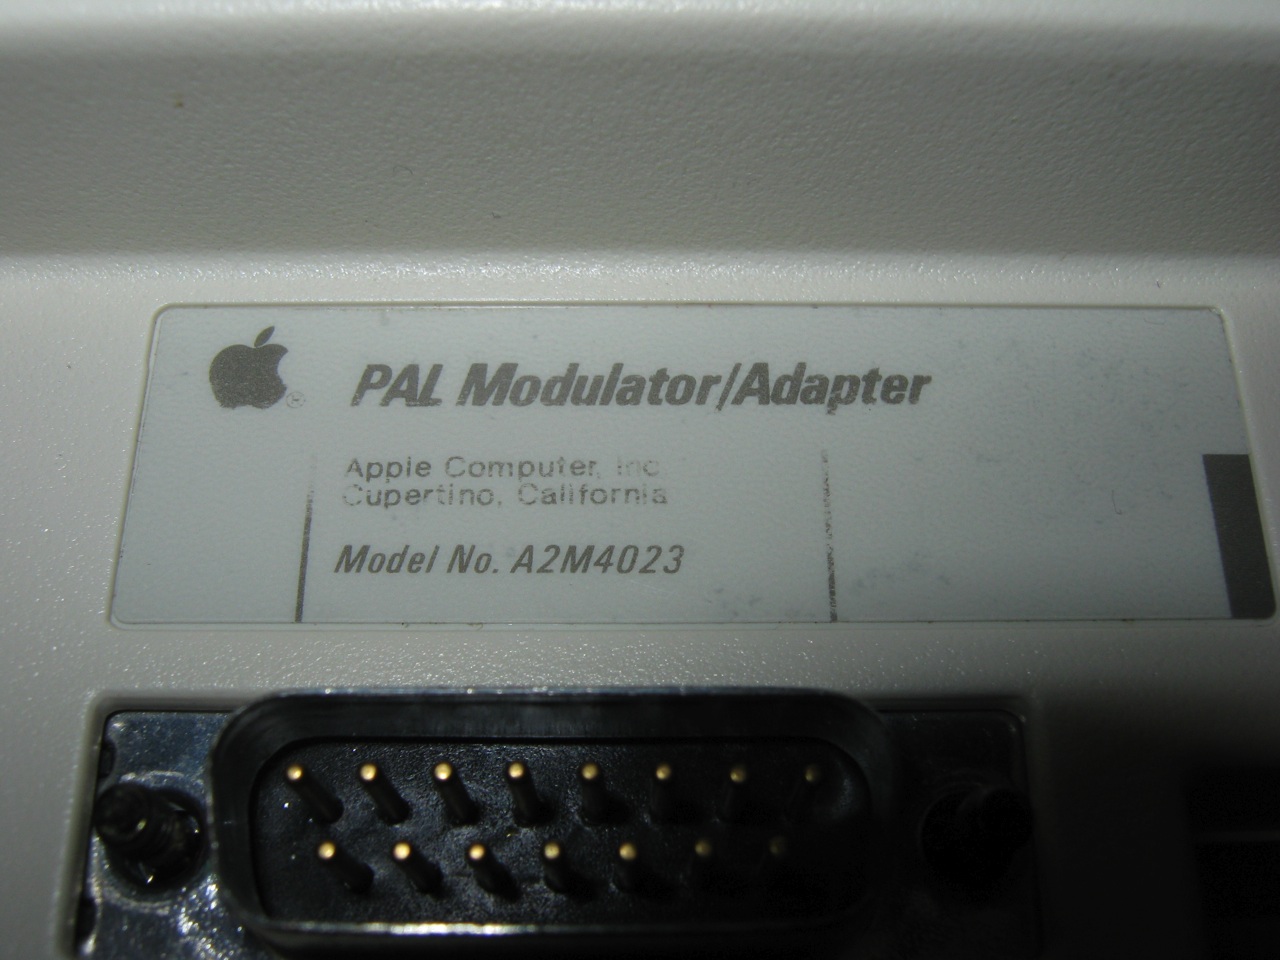 PAL Modulator/Adapter
Apple Computer, Inc
Cupertino, California
Model No. A2M4023